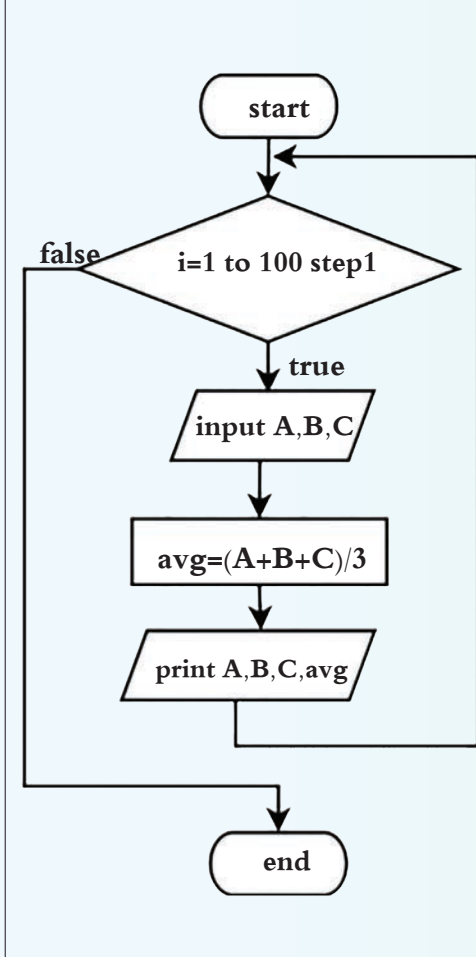 start
i=1 to 100 step1
false
true
input A,B,C
avg=(A+B+C)/3
print A,B,C,avg
end